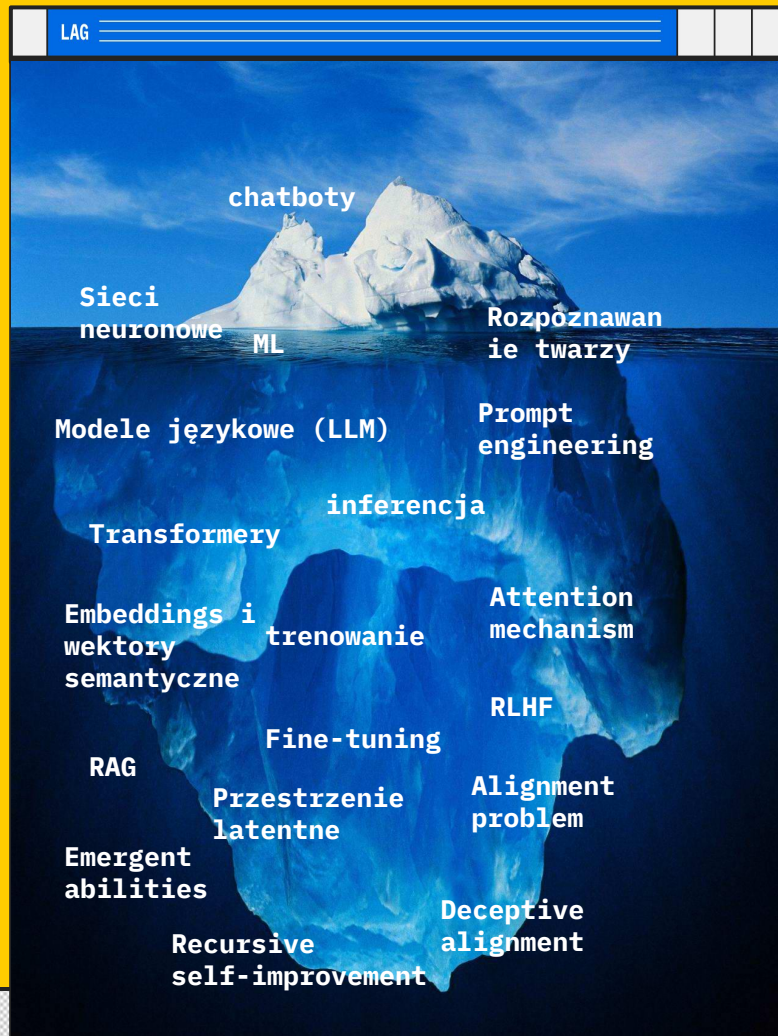 LAG
chatboty
Sieci
neuronowe
ML
Rozpoznawan
ie twarzy
Modele językowe (LLM)
Prompt
engineering
inferencja
Transformery
Embeddings i
wektory
semantyczne
trenowanie
Attention
mechanism
RLHF
Fine-tuning
RAG
Przestrzenie
latentne
Alignment
problem
Emergent
abilities
Deceptive
alignment
Recursive
self-improvement